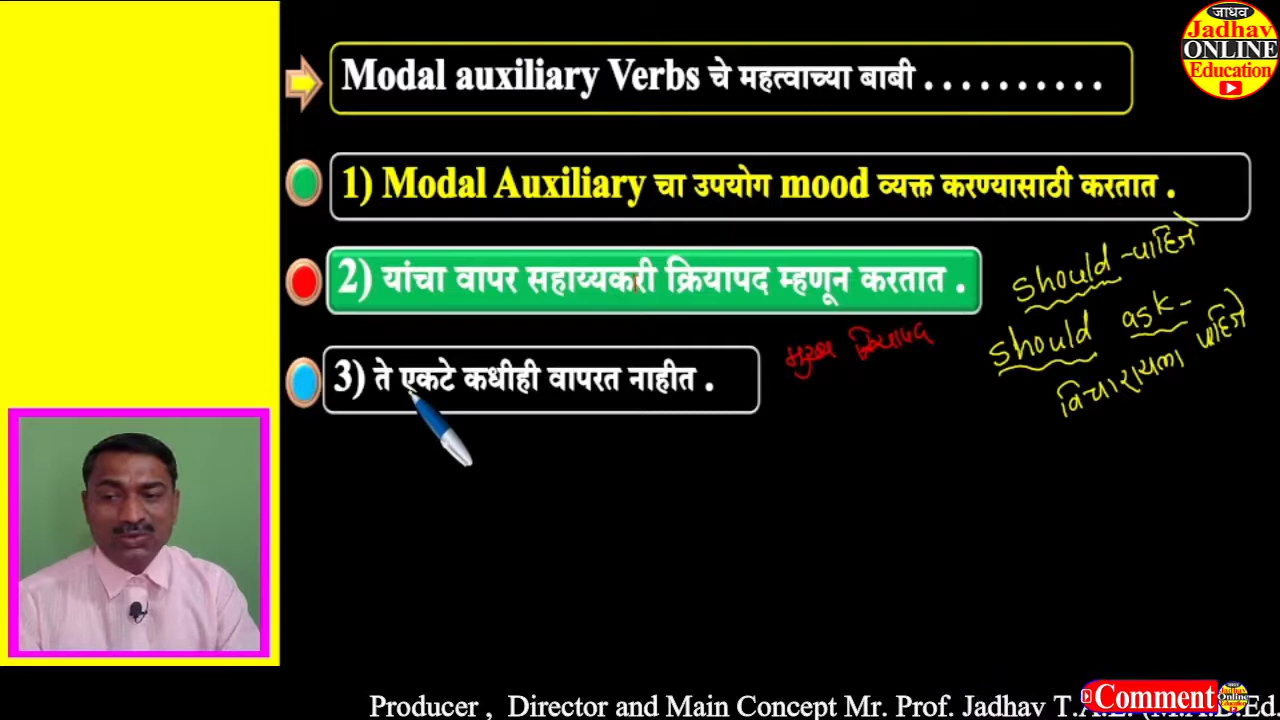 जाधव
Jadhav
ONLINE
Education
Modal auxiliary Verbs चे महत्वाच्या बाबी . . . . . . . . . .
1) Modal Auxiliary चा उपयोग mood व्यक्त करण्यासाठी करतात .
2) यांचा वापर सहाय्यकरी क्रियापद म्हणून करतात .
should - पाहिजे
should ask -
विचारायला पाहिजे
मुख्य क्रियापद
3) ते एकटे कधीही वापरत नाहीत .
Comment
Producer , Director and Main Concept Mr. Prof. Jadhav